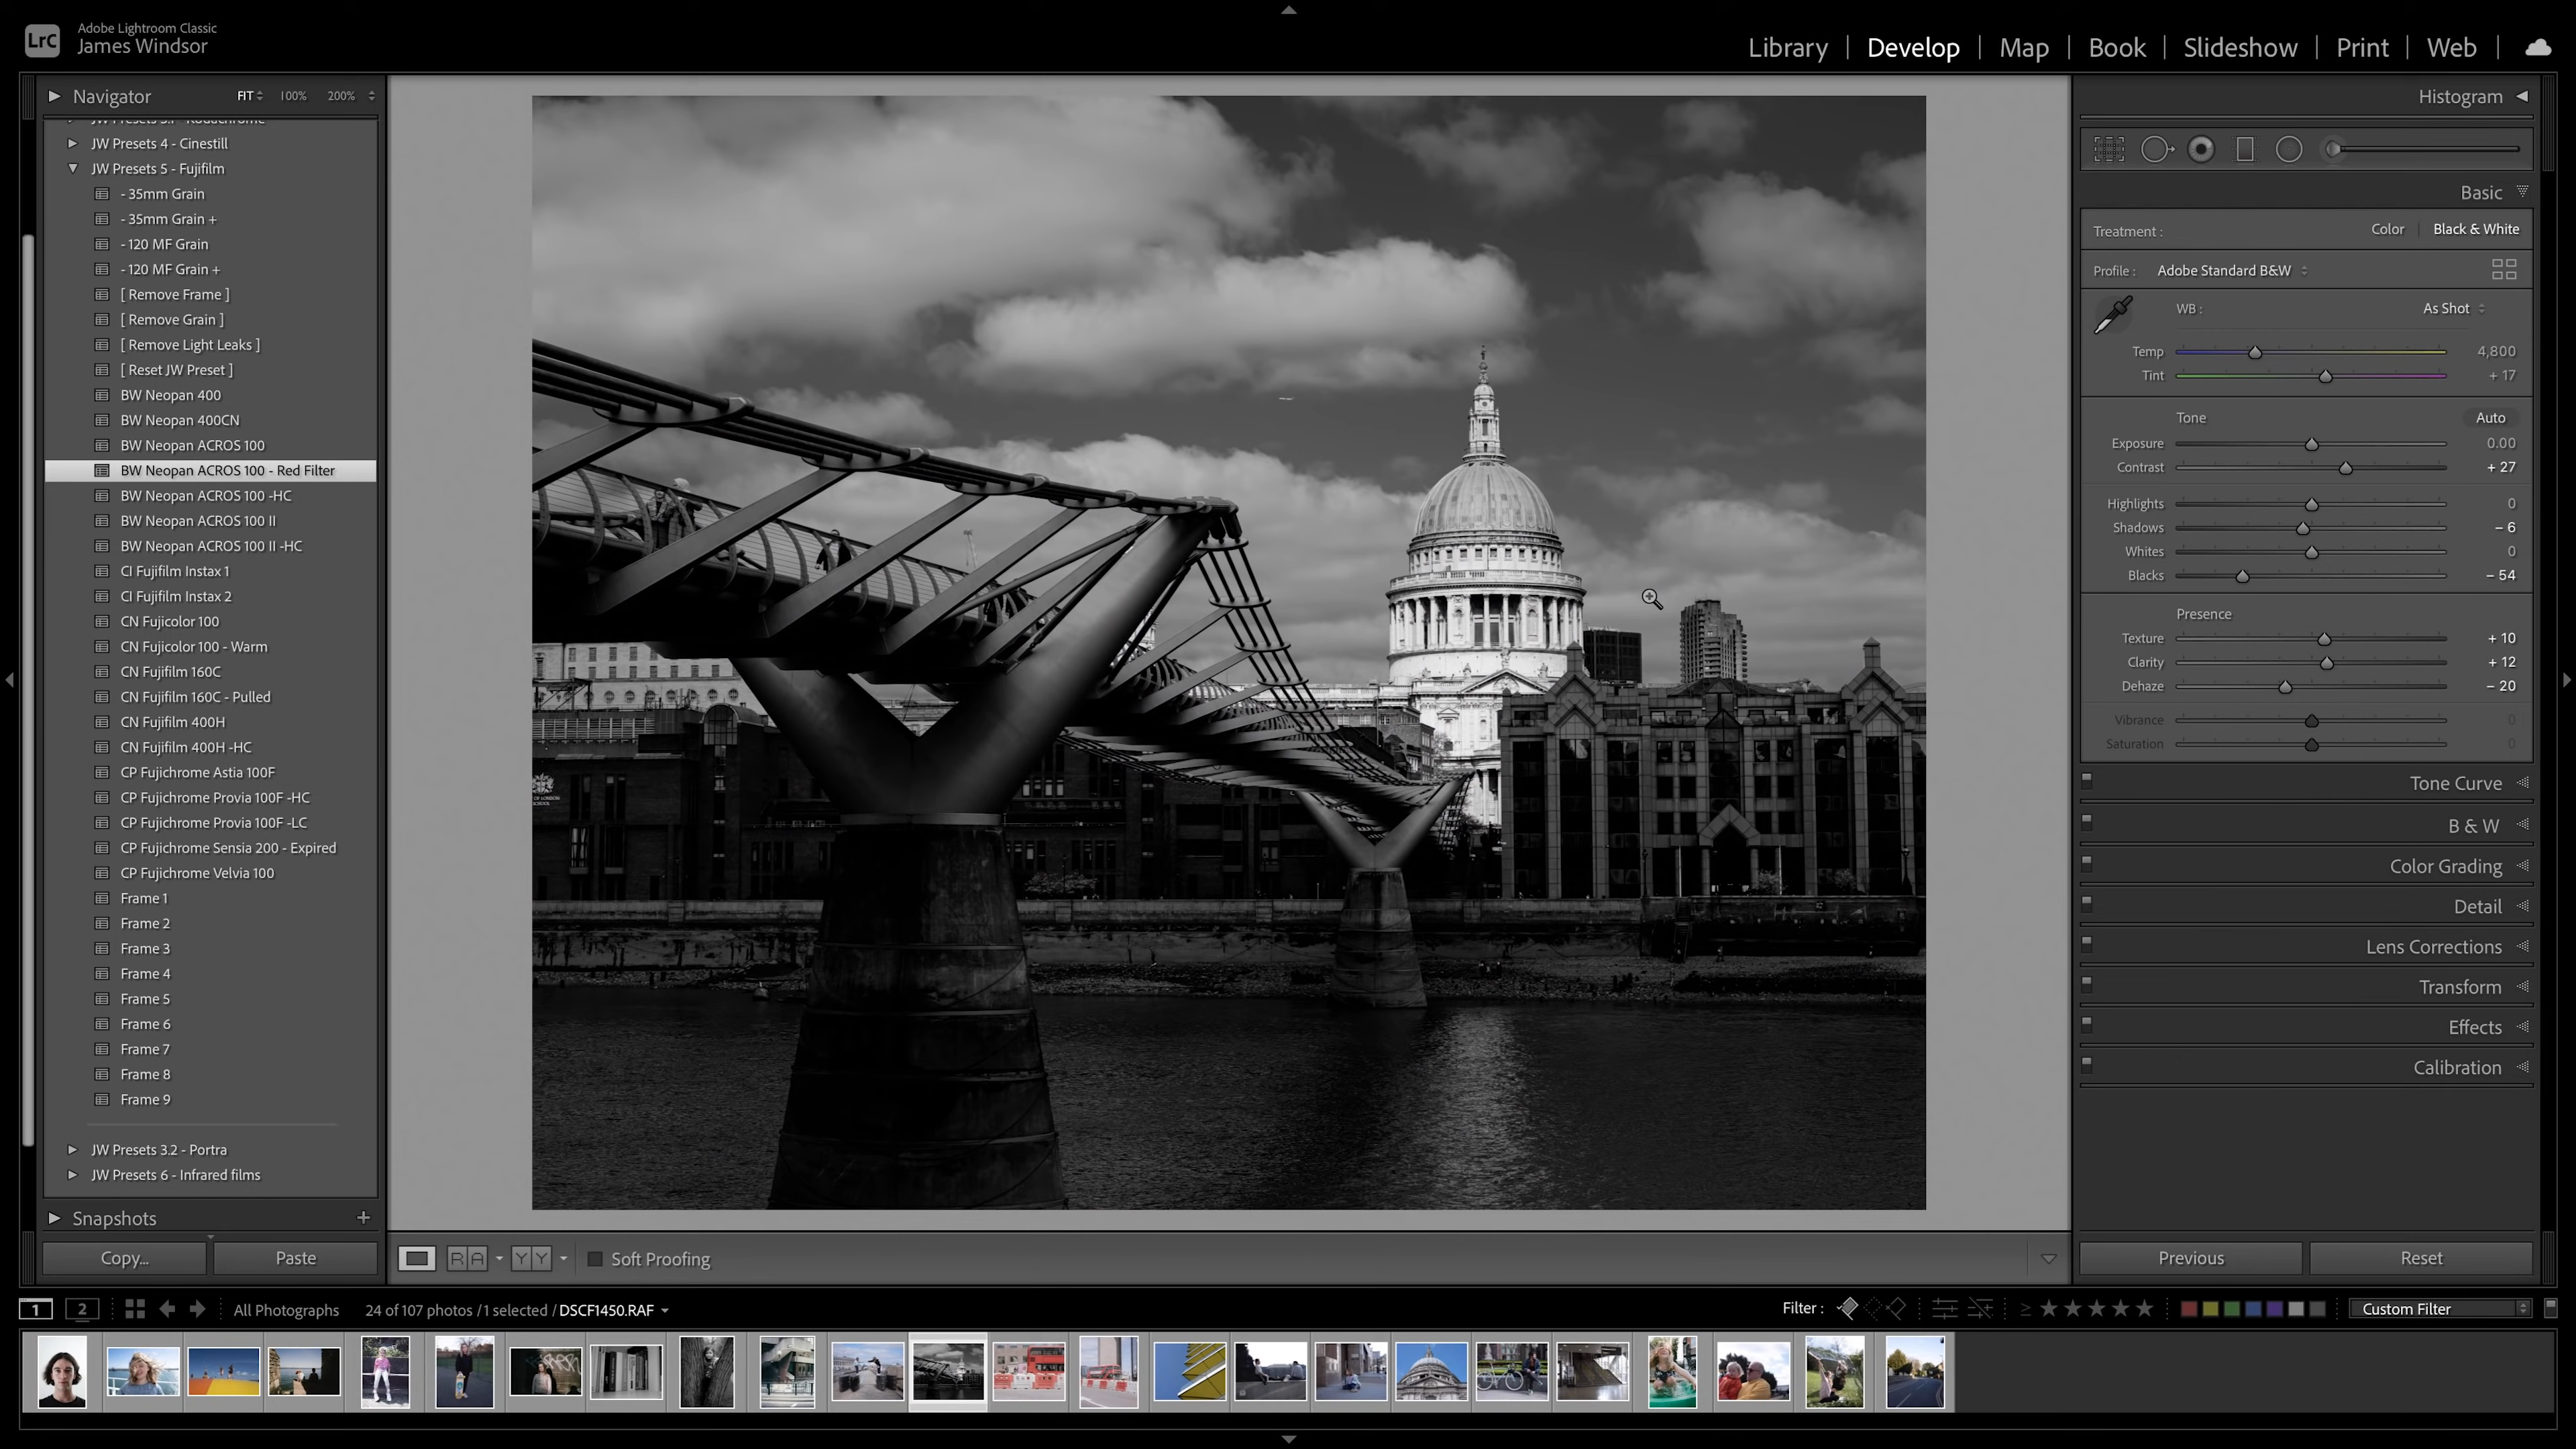 LrC
Adobe Lightroom Classic
James Windsor
Library | Develop | Map | Book | Slideshow | Print | Web |
Navigator FIT 100% 200%
JW Presets 4 - Cinestill
JW Presets 5 - Fujifilm
- 35mm Grain
- 35mm Grain +
- 120 MF Grain
- 120 MF Grain +
[ Remove Frame ]
[ Remove Grain ]
[ Remove Light Leaks ]
[ Reset JW Preset ]
BW Neopan 400
BW Neopan 400CN
BW Neopan ACROS 100
BW Neopan ACROS 100 - Red Filter
BW Neopan ACROS 100 -HC
BW Neopan ACROS 100 II
BW Neopan ACROS 100 II -HC
CI Fujifilm Instax 1
CI Fujifilm Instax 2
CN Fujicolor 100
CN Fujicolor 100 - Warm
CN Fujifilm 160C
CN Fujifilm 160C - Pulled
CN Fujifilm 400H
CN Fujifilm 400H -HC
CP Fujichrome Astia 100F
CP Fujichrome Provia 100F -HC
CP Fujichrome Provia 100F -LC
CP Fujichrome Sensia 200 - Expired
CP Fujichrome Velvia 100
Frame 1
Frame 2
Frame 3
Frame 4
Frame 5
Frame 6
Frame 7
Frame 8
Frame 9
JW Presets 3.2 - Portra
JW Presets 6 - Infrared films
Snapshots +
Copy... Paste
OF LONDON
SCHOOL
R A Y Y Soft Proofing
Histogram
Basic
Treatment : Color | Black & White
Profile : Adobe Standard B&W
WB : As Shot
Temp 4,800
Tint + 17
Tone Auto
Exposure 0.00
Contrast + 27
Highlights 0
Shadows - 6
Whites 0
Blacks - 54
Presence
Texture + 10
Clarity + 12
Dehaze - 20
Vibrance 0
Saturation 0
Tone Curve
B & W
Color Grading
Detail
Lens Corrections
Transform
Effects
Calibration
Previous Reset
1 2 All Photographs 24 of 107 photos / 1 selected / DSCF1450.RAF Filter : ≥ ★★★★★ Custom Filter